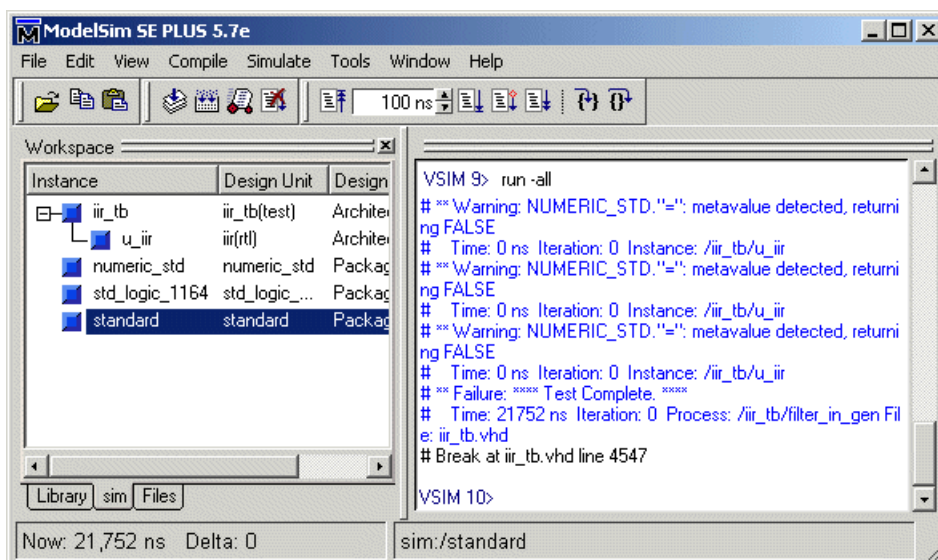 ModelSim SE PLUS 5.7e
File Edit View Compile Simulate Tools Window Help
100 ns
Workspace
Instance Design Unit Design
iir_tb iir_tb(test) Archite
u_iir iir(rtl) Archite
numeric_std numeric_std Packag
std_logic_1164 std_logic_... Packag
standard standard Packag
Library sim Files
VSIM 9> run -all
# ** Warning: NUMERIC_STD."=": metavalue detected, returni
ng FALSE
# Time: 0 ns Iteration: 0 Instance: /iir_tb/u_iir
# ** Warning: NUMERIC_STD."=": metavalue detected, returni
ng FALSE
# Time: 0 ns Iteration: 0 Instance: /iir_tb/u_iir
# ** Warning: NUMERIC_STD."=": metavalue detected, returni
ng FALSE
# Time: 0 ns Iteration: 0 Instance: /iir_tb/u_iir
# ** Failure: **** Test Complete. ****
# Time: 21752 ns Iteration: 0 Process: /iir_tb/filter_in_gen Fil
e: iir_tb.vhd
# Break at iir_tb.vhd line 4547
VSIM 10>
Now: 21,752 ns Delta: 0 sim:/standard